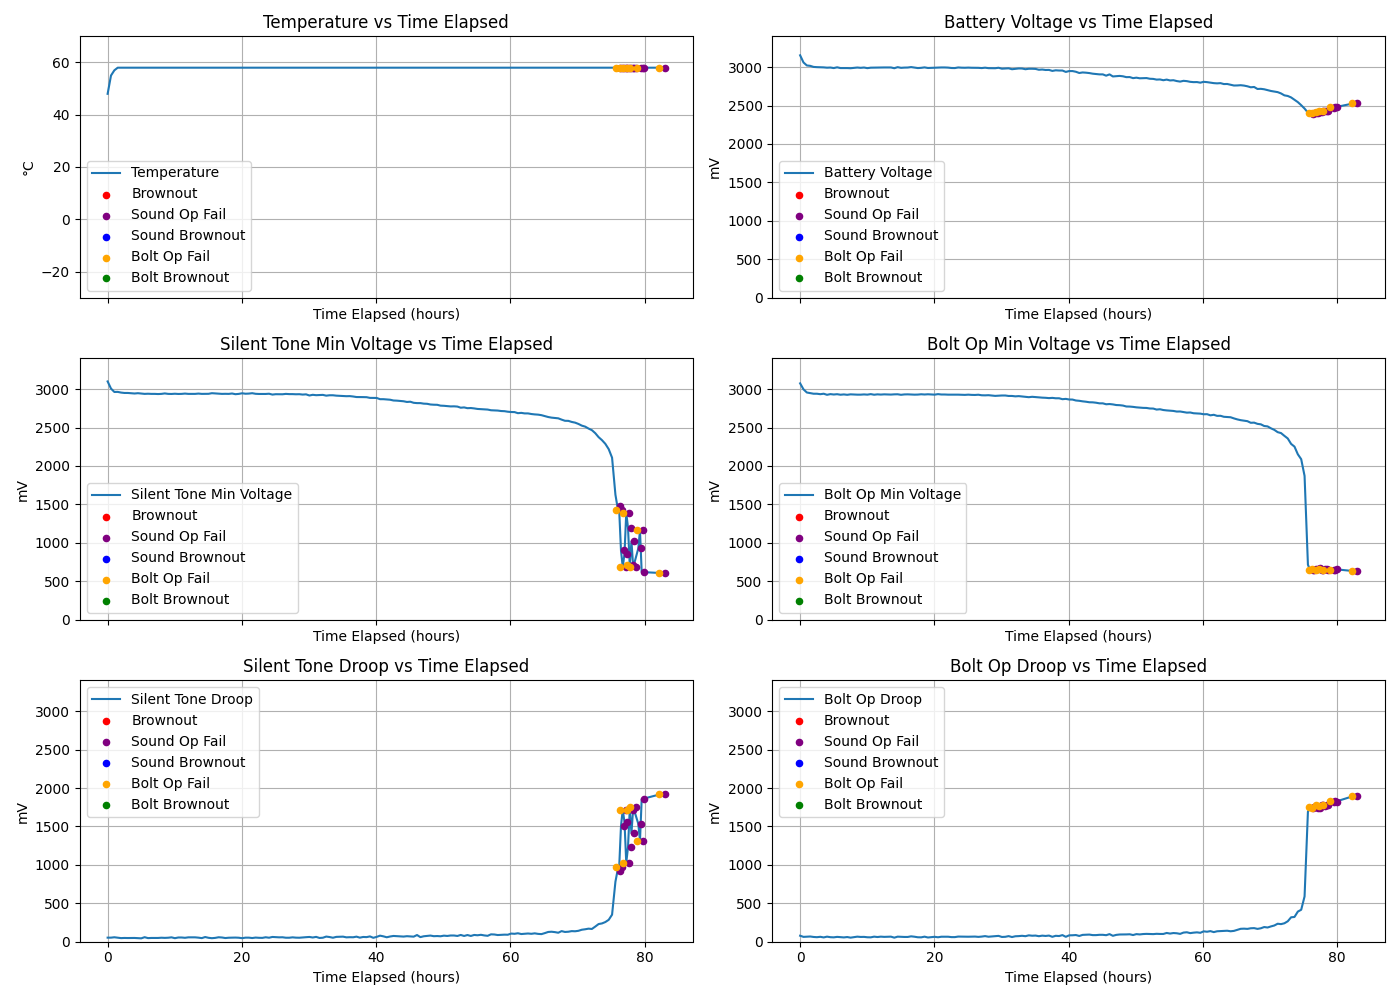 Temperature vs Time Elapsed
60
40
20
0
−20
°C
Temperature
Brownout
Sound Op Fail
Sound Brownout
Bolt Op Fail
Bolt Brownout
Time Elapsed (hours)
Battery Voltage vs Time Elapsed
3000
2500
2000
1500
1000
500
0
mV
Battery Voltage
Brownout
Sound Op Fail
Sound Brownout
Bolt Op Fail
Bolt Brownout
Time Elapsed (hours)
Silent Tone Min Voltage vs Time Elapsed
3000
2500
2000
1500
1000
500
0
mV
Silent Tone Min Voltage
Brownout
Sound Op Fail
Sound Brownout
Bolt Op Fail
Bolt Brownout
Time Elapsed (hours)
Bolt Op Min Voltage vs Time Elapsed
3000
2500
2000
1500
1000
500
0
mV
Bolt Op Min Voltage
Brownout
Sound Op Fail
Sound Brownout
Bolt Op Fail
Bolt Brownout
Time Elapsed (hours)
Silent Tone Droop vs Time Elapsed
3000
2500
2000
1500
1000
500
0
mV
Silent Tone Droop
Brownout
Sound Op Fail
Sound Brownout
Bolt Op Fail
Bolt Brownout
0 20 40 60 80
Time Elapsed (hours)
Bolt Op Droop vs Time Elapsed
3000
2500
2000
1500
1000
500
0
mV
Bolt Op Droop
Brownout
Sound Op Fail
Sound Brownout
Bolt Op Fail
Bolt Brownout
0 20 40 60 80
Time Elapsed (hours)